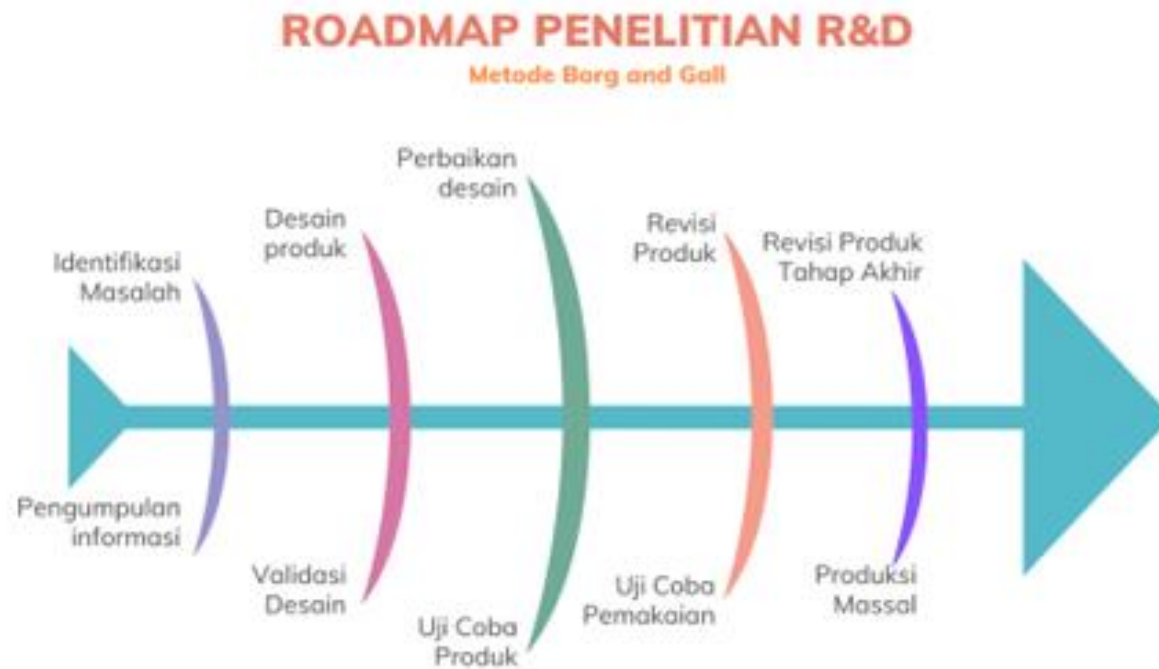 ROADMAP PENELITIAN R&D
Metode Borg and Gall
Identifikasi
Masalah
Pengumpulan
informasi
Desain
produk
Validasi
Desain
Perbaikan
desain
Uji Coba
Produk
Revisi
Produk
Uji Coba
Pemakaian
Revisi Produk
Tahap Akhir
Produksi
Massal